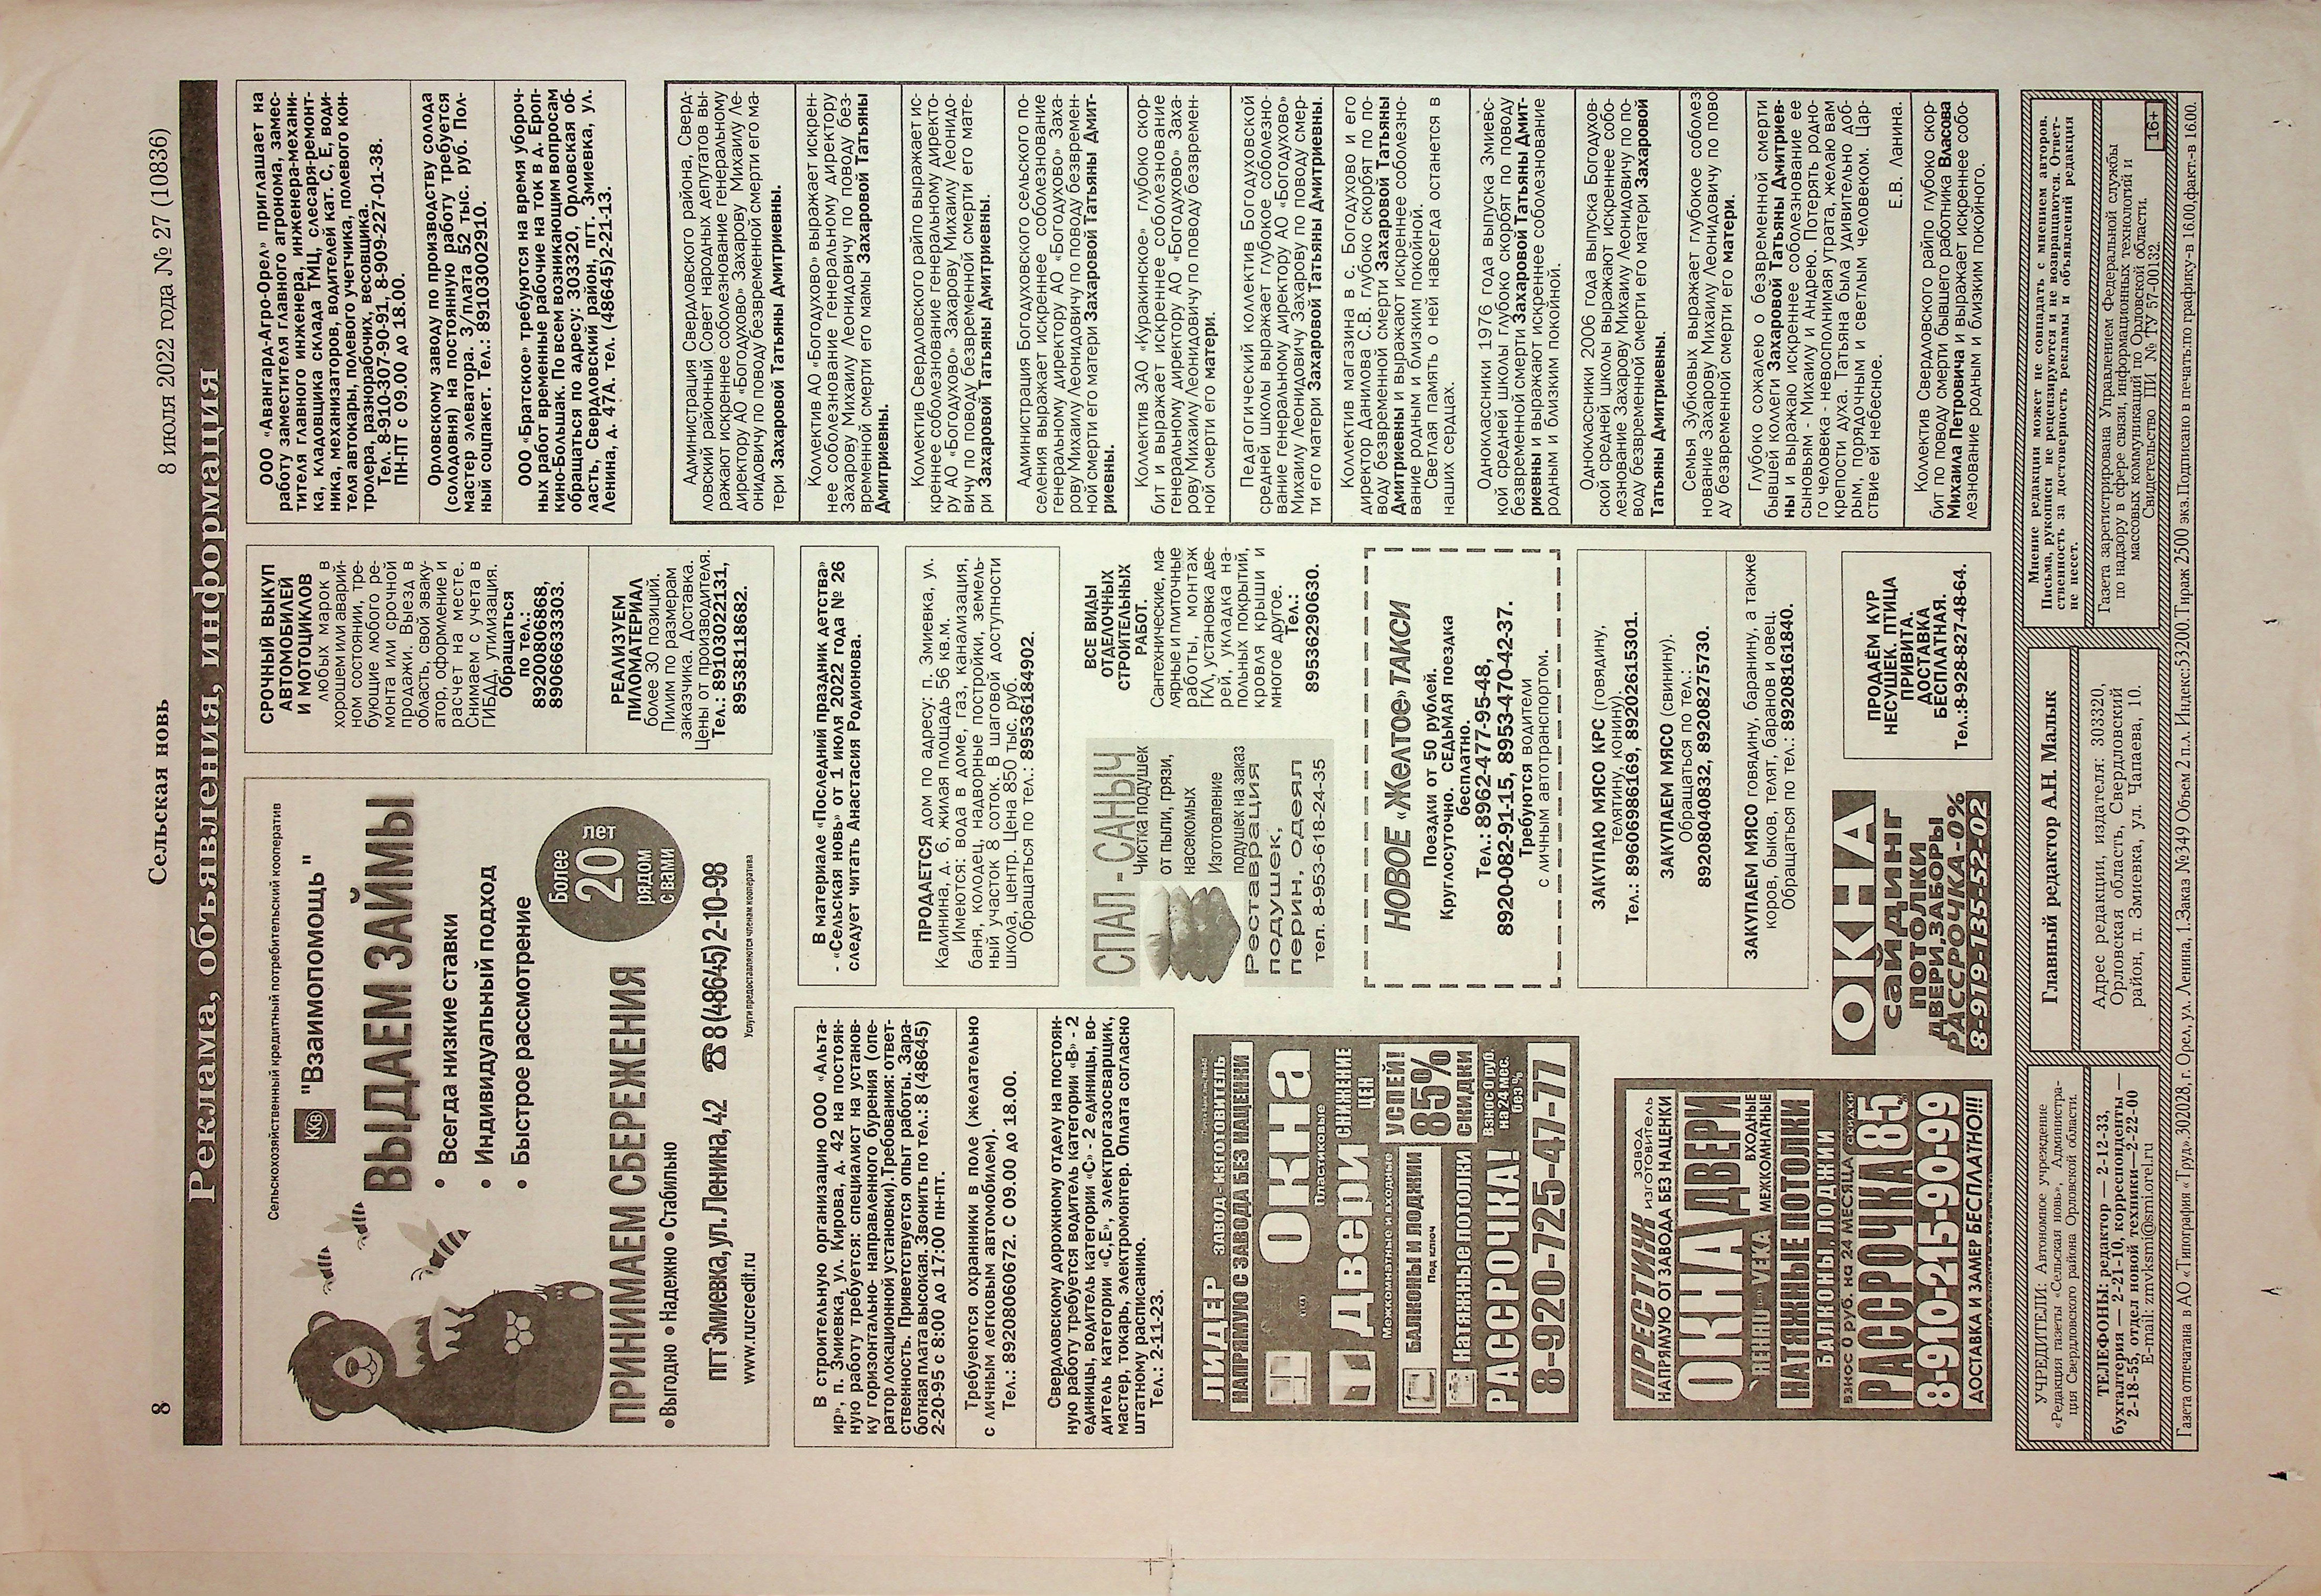 8
Сельская новь
8 июля 2022 года № 27 (10836)
Реклама, объявления, информация
Сельскохозяйственный кредитный потребительский кооператив
ККВ
"Взаимопомощь"
ВЫДАЕМ ЗАЙМЫ
• Всегда низкие ставки
• Индивидуальный подход
• Быстрое рассмотрение
Более
20 лет
рядом
с вами
ПРИНИМАЕМ СБЕРЕЖЕНИЯ
• Выгодно • Надежно • Стабильно
ПГТ Змиевка, ул. Ленина, 42 ☎ 8 (48645) 2-10-98
www.rurcredit.ru
Услуги предоставляются членам кооператива
В строительную организацию ООО «Альта-
ир», п. Змиевка, ул. Кирова, д. 42 на постоян-
ную работу требуется: специалист на установ-
ку горизонтально- направленного бурения (опе-
ратор локационной установки).Требования: ответ-
ственность. Приветствуется опыт работы. Зара-
ботная плата высокая. Звонить по тел.: 8 (48645)
2-20-95 с 8:00 до 17:00 пн-пт.
Требуются охранники в поле (желательно
с личным легковым автомобилем).
Тел.: 89208060672. С 09.00 до 18.00.
Свердловскому дорожному отделу на постоян-
ную работу требуется водитель категории «В» - 2
единицы, водитель категории «С» - 2 единицы, во-
дитель категории «С,Е», электрогазосварщик,
мастер, токарь, электромонтер. Оплата согласно
штатному расписанию.
Тел.: 2-11-23.
ЛИДЕР ЗАВОД-ИЗГОТОВИТЕЛЬ
НАПРЯМУЮ С ЗАВОДА БЕЗ НАЦЕНКИ
Окна
Пластиковые
Двери
СНИЖЕНИЕ
ЦЕН
Межкомнатные и входные
БАЛКОНЫ И ЛОДЖИИ
Под ключ
УСПЕЙ!
85%
СКИДКИ
Натяжные потолки
РАССРОЧКА!
Взнос 0 руб.
на 24 мес.
без %
8-920-725-47-77
ПРЕСТИЖ ЗАВОД
ИЗГОТОВИТЕЛЬ
НАПРЯМУЮ ОТ ЗАВОДА БЕЗ НАЦЕНКИ
ОКНА ДВЕРИ
VEKA
ВХОДНЫЕ
МЕЖКОМНАТНЫЕ
НАТЯЖНЫЕ ПОТОЛКИ
БАЛКОНЫ, ЛОДЖИИ
ВЗНОС 0 РУБ. НА 24 МЕСЯЦА СКИДКИ
РАССРОЧКА 85%
8-910-215-90-99
ДОСТАВКА И ЗАМЕР БЕСПЛАТНО!!!
СРОЧНЫЙ ВЫКУП
АВТОМОБИЛЕЙ
И МОТОЦИКЛОВ
любых марок в
хорошем или аварий-
ном состоянии, тре-
бующие любого ре-
монта или срочной
продажи. Выезд в
область, свой эваку-
атор, оформление и
расчет на месте.
Снимаем с учета в
ГИБДД, утилизация.
Обращаться
по тел.:
89200806868,
89066633303.
РЕАЛИЗУЕМ
ПИЛОМАТЕРИАЛ
более 30 позиций.
Пилим по размерам
заказчика. Доставка.
Цены от производителя.
Тел.: 89103022131,
89538118682.
В материале «Последний праздник детства»
- «Сельская новь» от 1 июля 2022 года № 26
следует читать Анастасия Родионова.
ПРОДАЕТСЯ дом по адресу: п. Змиевка, ул.
Калинина, д. 6, жилая площадь 56 кв.м.
Имеются: вода в доме, газ, канализация,
баня, колодец, надворные постройки, земель-
ный участок 8 соток. В шаговой доступности
школа, центр. Цена 850 тыс. руб.
Обращаться по тел.: 89536184902.
СПАЛ - САНЫЧ
Чистка подушек
от пыли, грязи,
насекомых
Изготовление
подушек на заказ
Реставрация
подушек,
перин, одеял
тел. 8-953-618-24-35
ВСЕ ВИДЫ
ОТДЕЛОЧНЫХ
СТРОИТЕЛЬНЫХ
РАБОТ.
Сантехнические, ма-
лярные и плиточные
работы, монтаж
ГКЛ, установка две-
рей, укладка на-
польных покрытий,
кровля крыши и
многое другое.
Тел.:
89536290630.
НОВОЕ «Желтое» ТАКСИ
Поездки от 50 рублей.
Круглосуточно. Седьмая поездка
бесплатно.
Тел.: 8962-477-95-48,
8920-082-91-15, 8953-470-42-37.
Требуются водители
с личным автотранспортом.
ЗАКУПАЮ МЯСО КРС (говядину,
телятину, конину).
Тел.: 89606986169, 89202615301.
ЗАКУПАЕМ МЯСО (свинину).
Обращаться по тел.:
89208040832, 89208275730.
ЗАКУПАЕМ МЯСО говядину, баранину, а также
коров, быков, телят, баранов и овец.
Обращаться по тел.: 89208161840.
ОКНА
сайдинг
потолки
ДВЕРИ,ЗАБОРЫ
РАССРОЧКА-0%
8-919-135-52-02
ПРОДАЁМ КУР
НЕСУШЕК. ПТИЦА
ПРИВИТА.
ДОСТАВКА
БЕСПЛАТНАЯ.
Тел.:8-928-827-48-64.
ООО «Авангард-Агро-Орел» приглашает на
работу заместителя главного агронома, замес-
тителя главного инженера, инженера-механи-
ка, кладовщика склада ТМЦ, слесаря-ремонт-
ника, механизаторов, водителей кат. С, Е, води-
теля автокары, полевого учетчика, полевого кон-
тролера, разнорабочих, весовщика.
Тел. 8-910-307-90-91, 8-909-227-01-38.
ПН-ПТ с 09.00 до 18.00.
Орловскому заводу по производству солода
(солодовня) на постоянную работу требуется
мастер элеватора. З/плата 52 тыс. руб. Пол-
ный соцпакет. Тел.: 89103002910.
ООО «Братское» требуются на время убороч-
ных работ временные рабочие на ток в д. Ероп-
кино-Большак. По всем возникающим вопросам
обращаться по адресу: 303320, Орловская об-
ласть, Свердловский район, пгт. Змиевка, ул.
Ленина, д. 47А. тел. (48645)2-21-13.
Администрация Свердловского района, Сверд-
ловский районный Совет народных депутатов вы-
ражают искреннее соболезнование генеральному
директору АО «Богодухово» Захарову Михаилу Ле-
онидовичу по поводу безвременной смерти его ма-
тери Захаровой Татьяны Дмитриевны.
Коллектив АО «Богодухово» выражает искрен-
нее соболезнование генеральному директору
Захарову Михаилу Леонидовичу по поводу без-
временной смерти его мамы Захаровой Татьяны
Дмитриевны.
Коллектив Свердловского райпо выражает ис-
креннее соболезнование генеральному директо-
ру АО «Богодухово» Захарову Михаилу Леонидо-
вичу по поводу безвременной смерти его мате-
ри Захаровой Татьяны Дмитриевны.
Администрация Богодуховского сельского по-
селения выражает искреннее соболезнование
генеральному директору АО «Богодухово» Заха-
рову Михаилу Леонидовичу по поводу безвремен-
ной смерти его матери Захаровой Татьяны Дмит-
риевны.
Коллектив ЗАО «Куракинское» глубоко скор-
бит и выражает искреннее соболезнование
генеральному директору АО «Богодухово» Заха-
рову Михаилу Леонидовичу по поводу безвремен-
ной смерти его матери.
Педагогический коллектив Богодуховской
средней школы выражает глубокое соболезно-
вание генеральному директору АО «Богодухово»
Михаилу Леонидовичу Захарову по поводу смер-
ти его матери Захаровой Татьяны Дмитриевны.
Коллектив магазина в с. Богодухово и его
директор Данилова С.В. глубоко скорбят по по-
воду безвременной смерти Захаровой Татьяны
Дмитриевны и выражают искреннее соболезно-
вание родным и близким покойной.
Светлая память о ней навсегда останется в
наших сердцах.
Одноклассники 1976 года выпуска Змиевс-
кой средней школы глубоко скорбят по поводу
безвременной смерти Захаровой Татьяны Дмит-
риевны и выражают искреннее соболезнование
родным и близким покойной.
Одноклассники 2006 года выпуска Богодухов-
ской средней школы выражают искреннее собо-
лезнование Захарову Михаилу Леонидовичу по по-
воду безвременной смерти его матери Захаровой
Татьяны Дмитриевны.
Семья Зубковых выражает глубокое соболез-
нование Захарову Михаилу Леонидовичу по пово-
ду безвременной смерти его матери.
Глубоко сожалею о безвременной смерти
бывшей коллеги Захаровой Татьяны Дмитриев-
ны и выражаю искреннее соболезнование ее
сыновьям - Михаилу и Андрею. Потерять родно-
го человека - невосполнимая утрата, желаю вам
крепости духа. Татьяна была удивительно доб-
рым, порядочным и светлым человеком. Цар-
ствие ей небесное.
Е.В. Ланина.
Коллектив Свердловского райпо глубоко скор-
бит по поводу смерти бывшего работника Власова
Михаила Петровича и выражает искреннее собо-
лезнование родным и близким покойного.
УЧРЕДИТЕЛИ: Автономное учреждение
«Редакция газеты «Сельская новь», Администра-
ция Свердловского района Орловской области.
ТЕЛЕФОНЫ: редактор — 2-12-33,
бухгалтерия — 2-21-10, корреспонденты —
2-18-55, отдел новой техники—2-22-00
E-mail: zmvksmi@smi.orel.ru
Главный редактор А.Н. Малык
Адрес редакции, издателя: 303320,
Орловская область, Свердловский
район, п. Змиевка, ул. Чапаева, 10.
Мнение редакции может не совпадать с мнением авторов.
Письма, рукописи не рецензируются и не возвращаются. Ответ-
ственность за достоверность рекламы и объявлений редакция
не несет.
Газета зарегистрирована Управлением Федеральной службы
по надзору в сфере связи, информационных технологий и
массовых коммуникаций по Орловской области.
Свидетельство ПИ № ТУ57-00132.
16+
Газета отпечатана в АО «Типография « Труд».302028, г. Орел, ул. Ленина, 1.Заказ №349 Объем 2 п.л. Индекс:53200.Тираж 2500 экз.Подписано в печать:по графику-в 16.00,факт.-в 16.00.